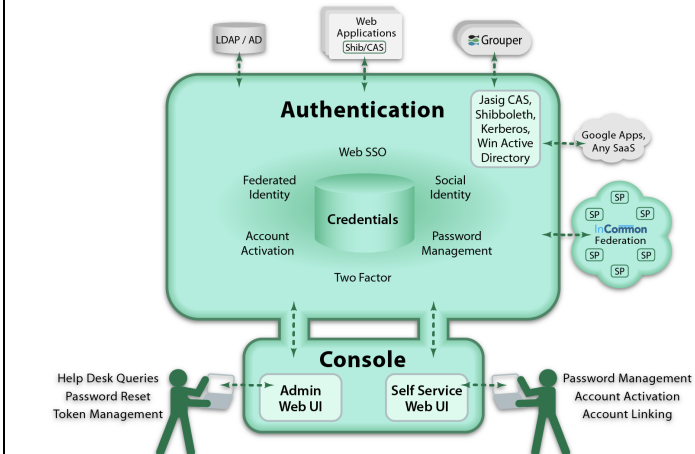 LDAP / AD
Web
Applications
Shib/CAS
Grouper
Authentication
Jasig CAS,
Shibboleth,
Kerberos,
Win Active
Directory
Google Apps,
Any SaaS
Web SSO
Federated
Identity
Social
Identity
Credentials
Account
Activation
Password
Management
Two Factor
SP
SP
SP
InCommon
Federation
SP
SP
SP
Console
Admin
Web UI
Self Service
Web UI
Help Desk Queries
Password Reset
Token Management
Password Management
Account Activation
Account Linking